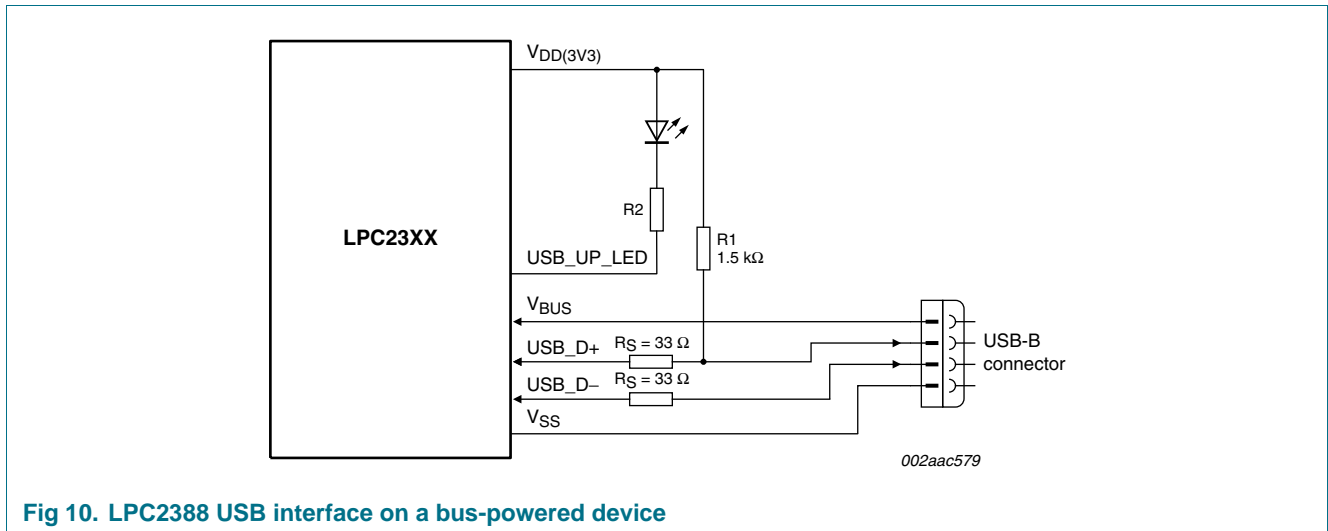 VDD(3V3)
R2
LPC23XX
R1
1.5 kΩ
USB_UP_LED
VBUS
USB-B
USB_D+ RS = 33 Ω
connector
USB_D− RS = 33 Ω
VSS
002aac579
Fig 10. LPC2388 USB interface on a bus-powered device